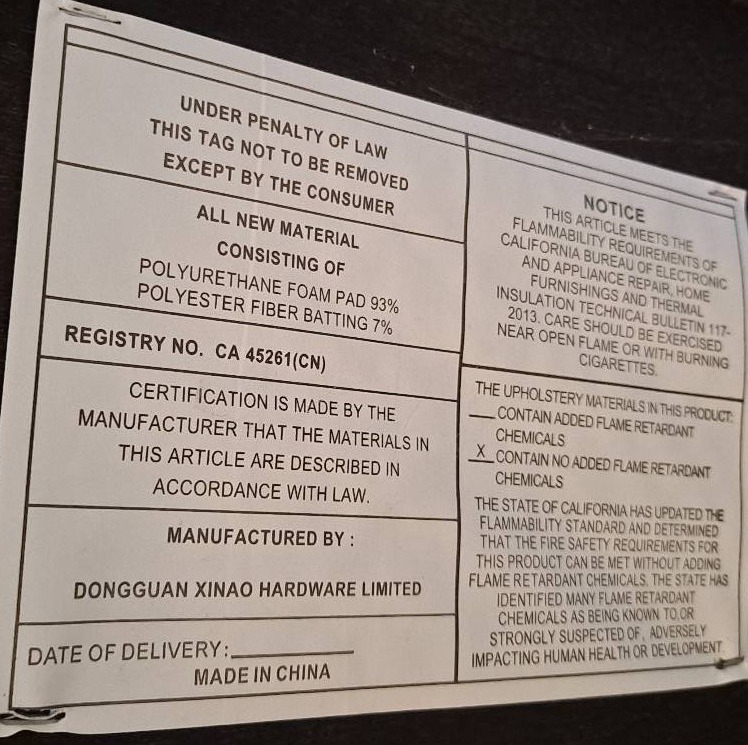 UNDER PENALTY OF LAW
THIS TAG NOT TO BE REMOVED
EXCEPT BY THE CONSUMER
ALL NEW MATERIAL
CONSISTING OF
POLYURETHANE FOAM PAD 93%
POLYESTER FIBER BATTING 7%
REGISTRY NO. CA 45261(CN)
CERTIFICATION IS MADE BY THE
MANUFACTURER THAT THE MATERIALS IN
THIS ARTICLE ARE DESCRIBED IN
ACCORDANCE WITH LAW.
MANUFACTURED BY :
DONGGUAN XINAO HARDWARE LIMITED
DATE OF DELIVERY:
MADE IN CHINA
NOTICE
THIS ARTICLE MEETS THE
FLAMMABILITY REQUIREMENTS OF
CALIFORNIA BUREAU OF ELECTRONIC
AND APPLIANCE REPAIR, HOME
FURNISHINGS AND THERMAL
INSULATION TECHNICAL BULLETIN 117-
2013. CARE SHOULD BE EXERCISED
NEAR OPEN FLAME OR WITH BURNING
CIGARETTES.
THE UPHOLSTERY MATERIALS IN THIS PRODUCT:
___CONTAIN ADDED FLAME RETARDANT
CHEMICALS
_X_CONTAIN NO ADDED FLAME RETARDANT
CHEMICALS
THE STATE OF CALIFORNIA HAS UPDATED THE
FLAMMABILITY STANDARD AND DETERMINED
THAT THE FIRE SAFETY REQUIREMENTS FOR
THIS PRODUCT CAN BE MET WITHOUT ADDING
FLAME RETARDANT CHEMICALS. THE STATE HAS
IDENTIFIED MANY FLAME RETARDANT
CHEMICALS AS BEING KNOWN TO,OR
STRONGLY SUSPECTED OF, ADVERSELY
IMPACTING HUMAN HEALTH OR DEVELOPMENT.